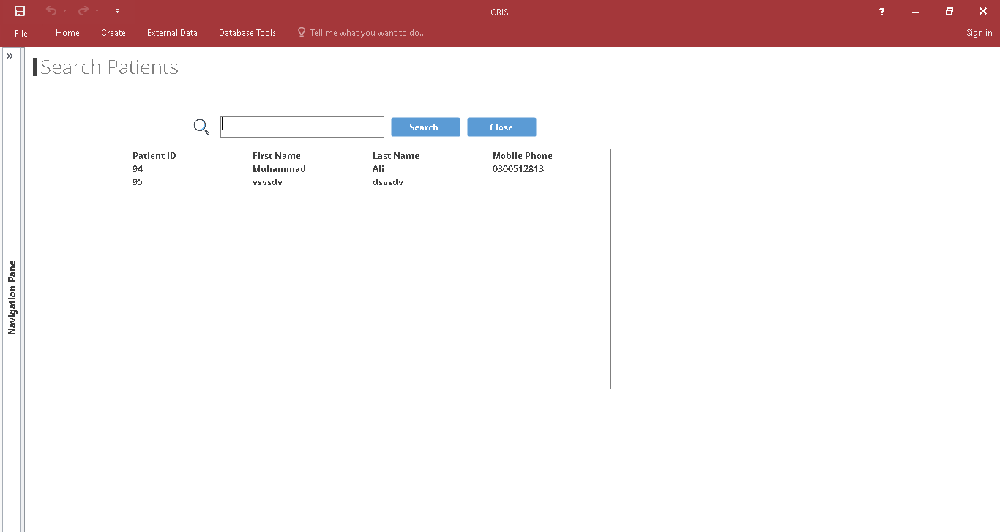 CRIS
File Home Create External Data Database Tools Tell me what you want to do... Sign in
Search Patients
Search Close
Patient ID First Name Last Name Mobile Phone
94 Muhammad Ali 0300512813
95 vsvsdv dsvsdv
Navigation Pane